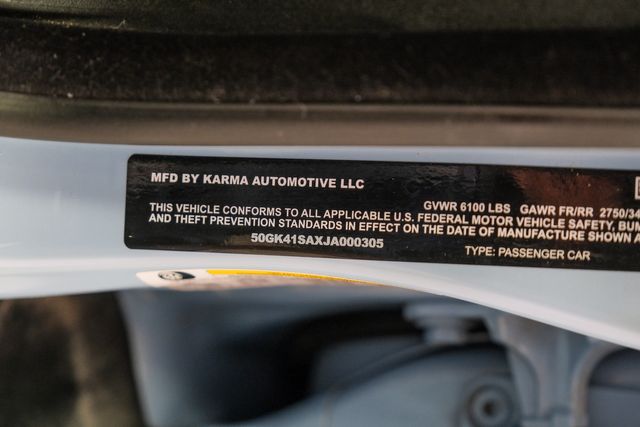 MFD BY KARMA AUTOMOTIVE LLC
GVWR 6100 LBS GAWR FR/RR 2750/34
THIS VEHICLE CONFORMS TO ALL APPLICABLE U.S. FEDERAL MOTOR VEHICLE SAFETY, BUM
AND THEFT PREVENTION STANDARDS IN EFFECT ON THE DATE OF MANUFACTURE SHOWN A
50GK41SAXJA000305
TYPE: PASSENGER CAR